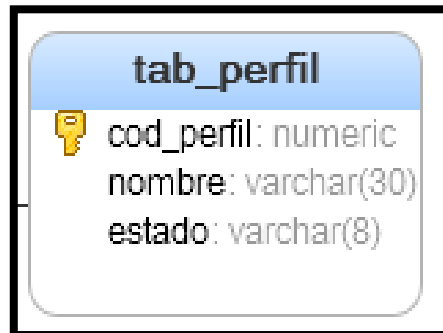 tab_perfil
cod_perfil: numeric
nombre: varchar(30)
estado: varchar(8)